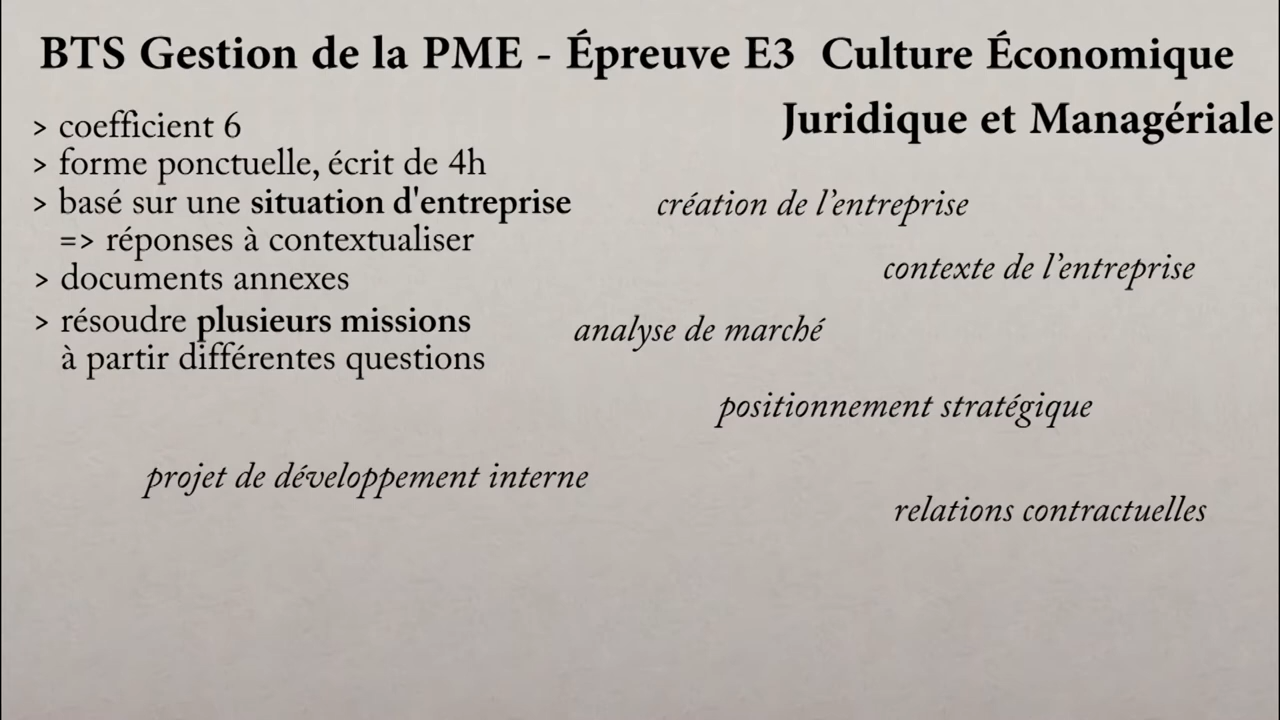 BTS Gestion de la PME - Épreuve E3 Culture Économique
Juridique et Managériale
> coefficient 6
> forme ponctuelle, écrit de 4h
> basé sur une situation d'entreprise
=> réponses à contextualiser
> documents annexes
> résoudre plusieurs missions
à partir différentes questions
création de l’entreprise
contexte de l’entreprise
analyse de marché
positionnement stratégique
projet de développement interne
relations contractuelles